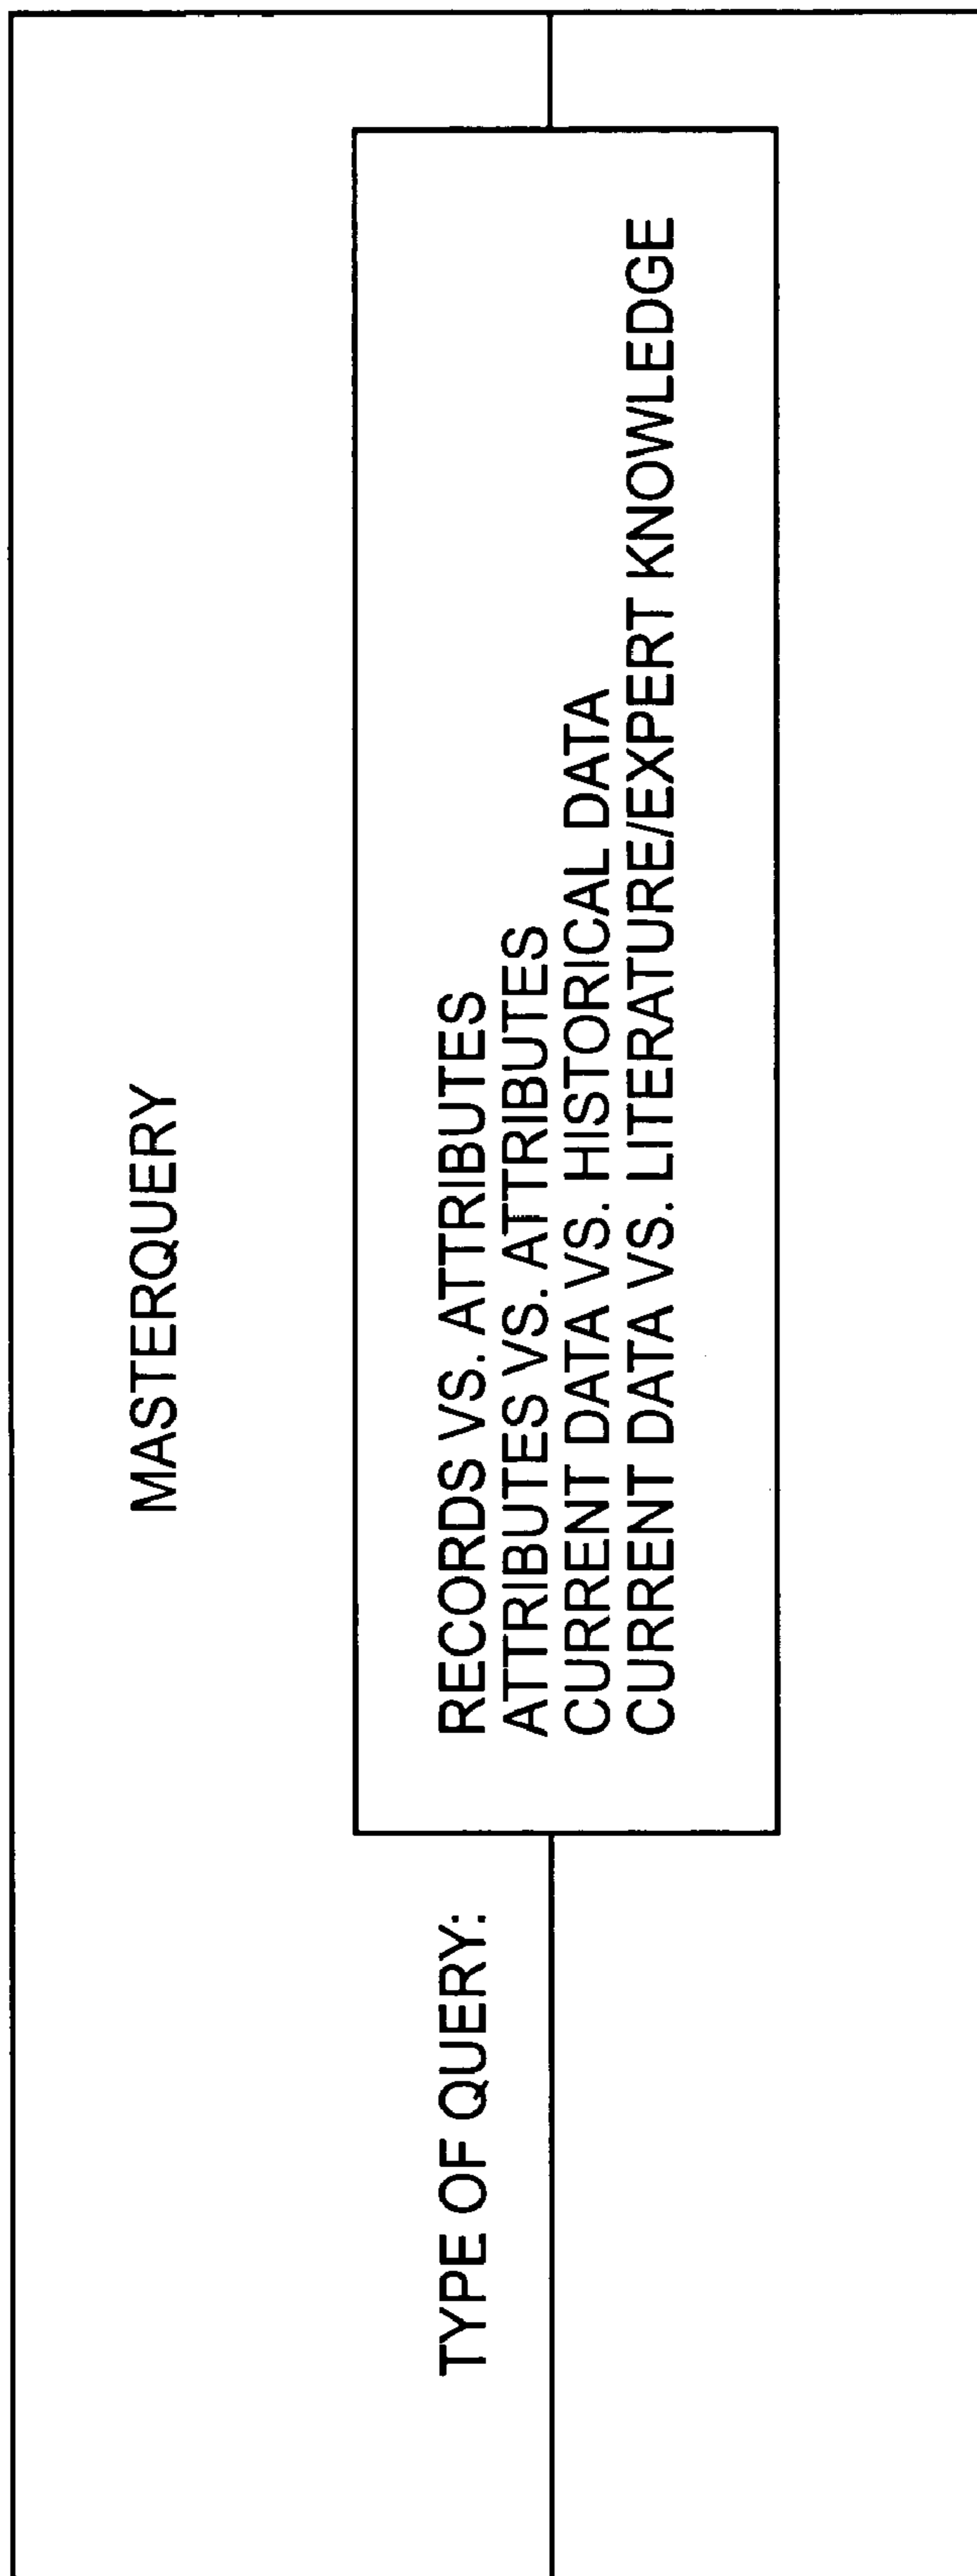 MASTERQUERY
TYPE OF QUERY:
RECORDS VS. ATTRIBUTES
ATTRIBUTES VS. ATTRIBUTES
CURRENT DATA VS. HISTORICAL DATA
CURRENT DATA VS. LITERATURE/EXPERT KNOWLEDGE